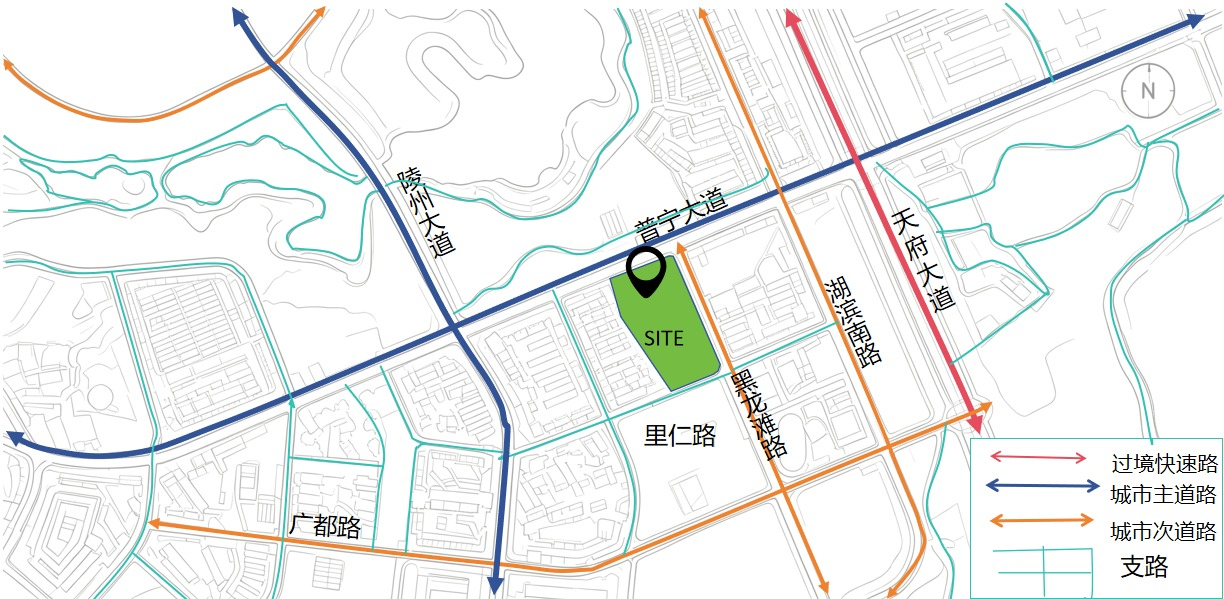 N
陵州大道
普宁大道
天府大道
湖滨南路
SITE
黑龙滩路
里仁路
广都路
过境快速路
城市主道路
城市次道路
支路